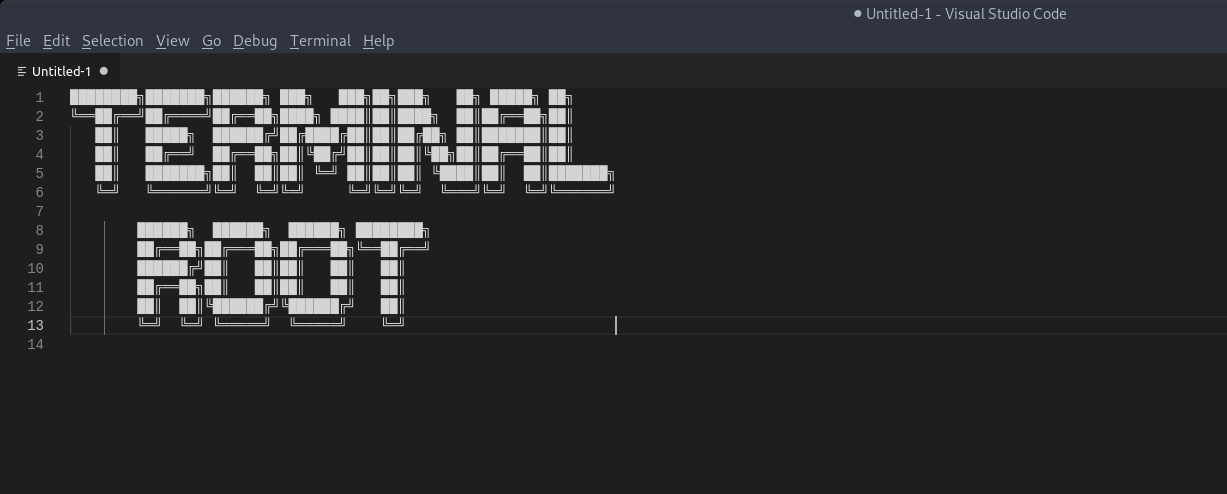 ● Untitled-1 - Visual Studio Code
File Edit Selection View Go Debug Terminal Help
Untitled-1 ●
1
2
3
TERMINAL
4
5
6
7
8
9
10
ROOT
11
12
13
14